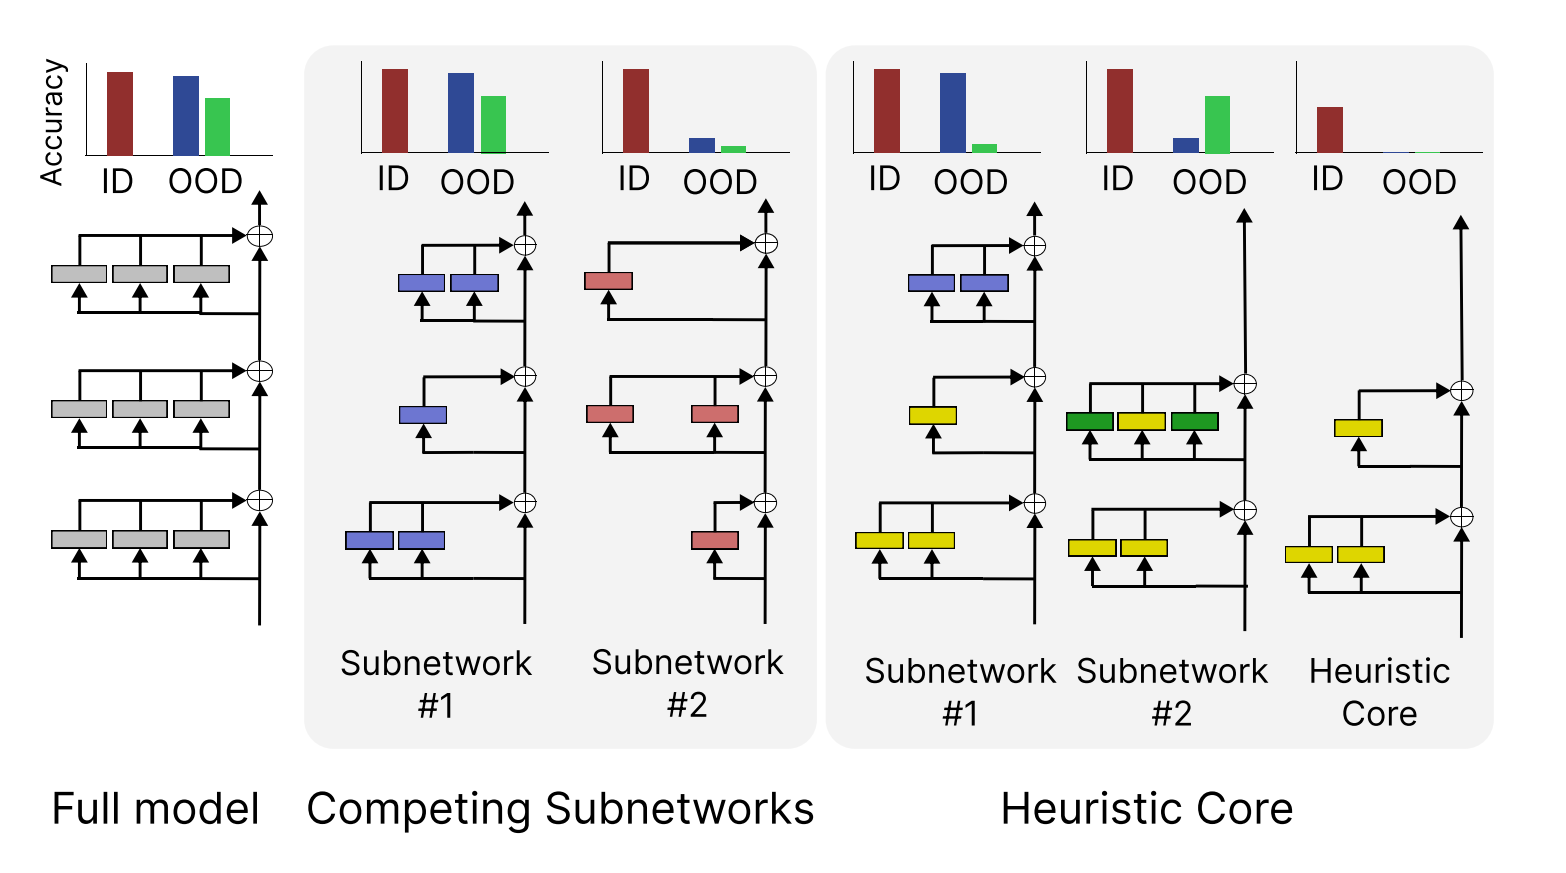 Accuracy
ID OOD
ID OOD
ID OOD
ID OOD
ID OOD
ID OOD
Subnetwork
#1
Subnetwork
#2
Subnetwork
#1
Subnetwork
#2
Heuristic
Core
Full model
Competing Subnetworks
Heuristic Core